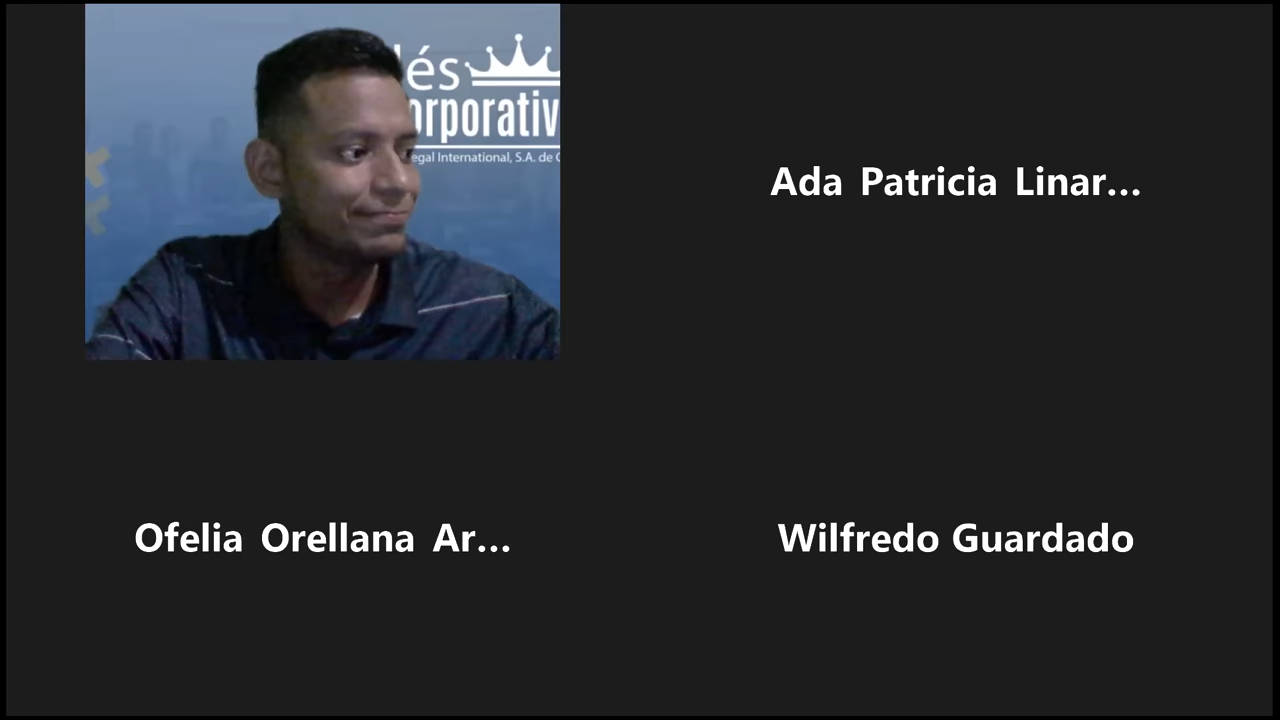 lés
orporativ
egal International, S.A. de C
Ada Patricia Linar...
Ofelia Orellana Ar...
Wilfredo Guardado